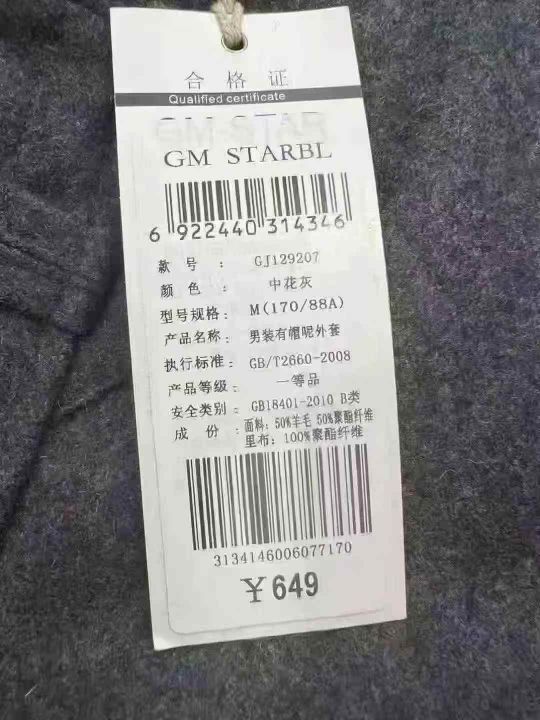 合格证
Qualified certificate
GM-STAR
GM STARBL
6 922440 314346
款号: GJ129207
颜色: 中花灰
型号规格: M(170/88A)
产品名称: 男装有帽呢外套
执行标准: GB/T2660-2008
产品等级: 一等品
安全类别: GB18401-2010 B类
成份: 面料: 50%羊毛 50%聚酯纤维
里布: 100%聚酯纤维
3134146006077170
¥649